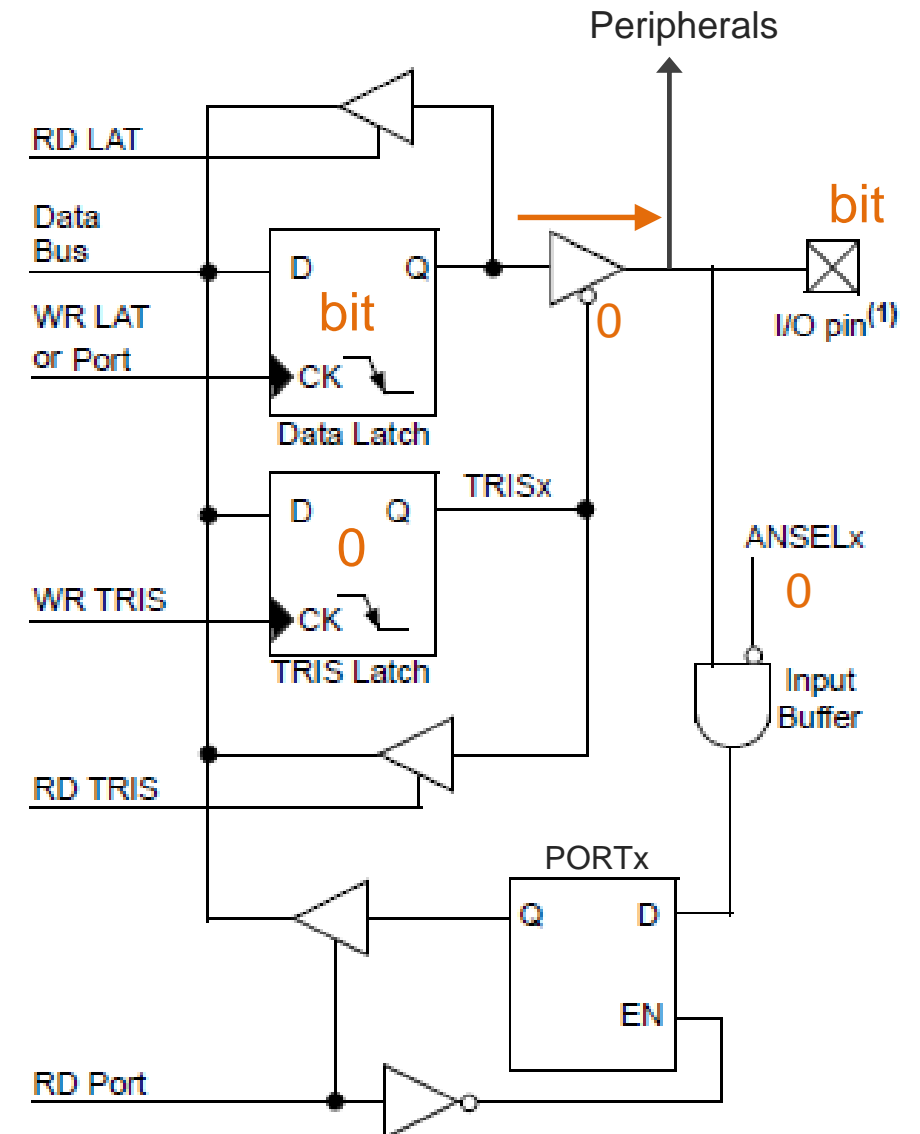 Peripherals
RD LAT
Data
Bus
bit
D Q
bit
0
I/O pin(1)
WR LAT
or Port
CK
Data Latch
TRISx
D Q
0
ANSELx
0
WR TRIS
CK
TRIS Latch
Input
Buffer
RD TRIS
PORTx
Q D
EN
RD Port